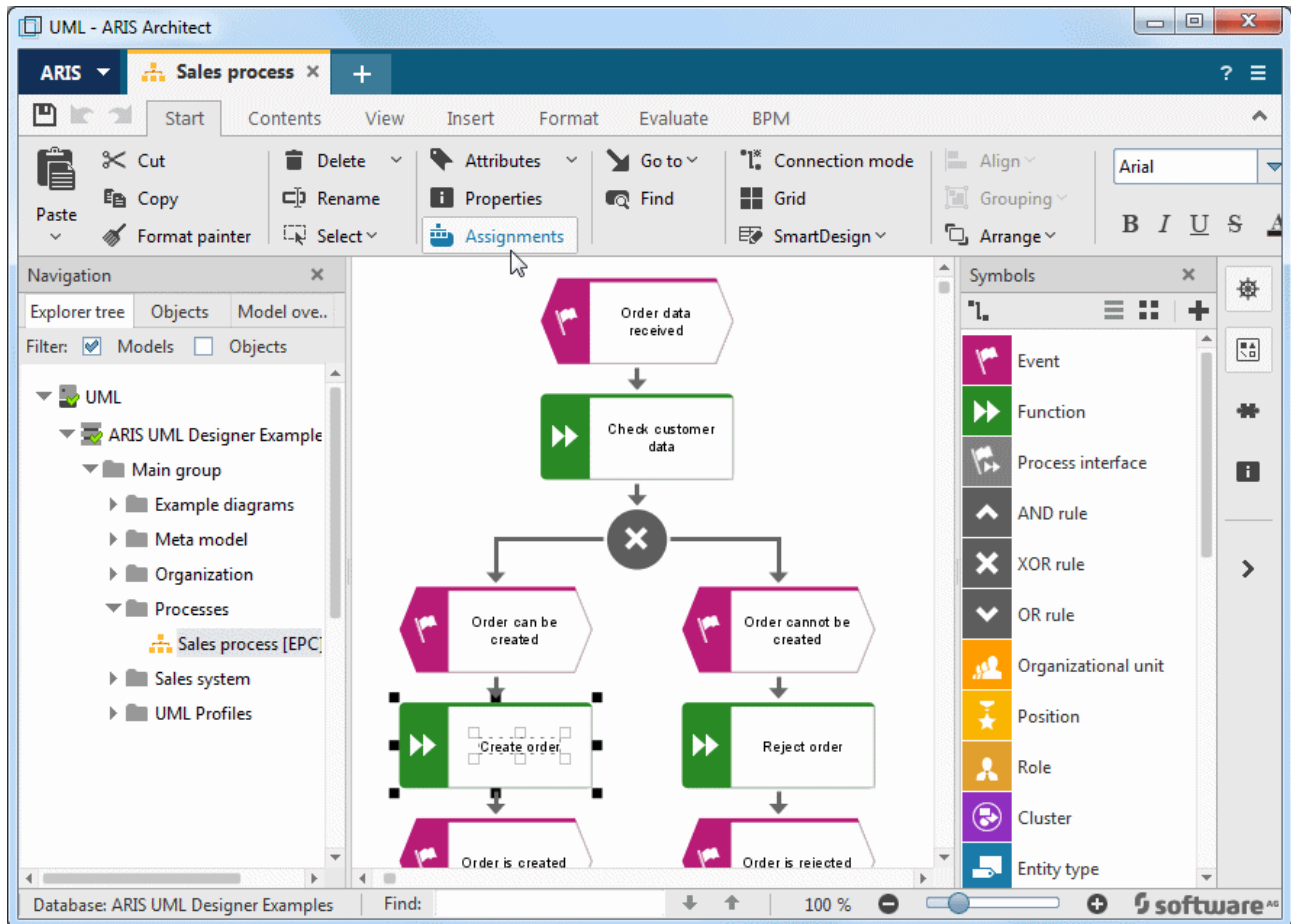 UML - ARIS Architect
ARIS Sales process × + ?
Start Contents View Insert Format Evaluate BPM
Paste
Cut
Copy
Format painter
Delete
Rename
Select
Attributes
Properties
Assignments
Go to
Find
Connection mode
Grid
SmartDesign
Align
Grouping
Arrange
Arial
B I U S A
Navigation
Explorer tree Objects Model ove..
Filter: Models Objects
UML
ARIS UML Designer Example
Main group
Example diagrams
Meta model
Organization
Processes
Sales process [EPC]
Sales system
UML Profiles
Order data
received
Check customer
data
Order can be
created
Order cannot be
created
Create order
Reject order
Order is created
Order is rejected
Symbols
Event
Function
Process interface
AND rule
XOR rule
OR rule
Organizational unit
Position
Role
Cluster
Entity type
Database: ARIS UML Designer Examples Find: 100 % software AG